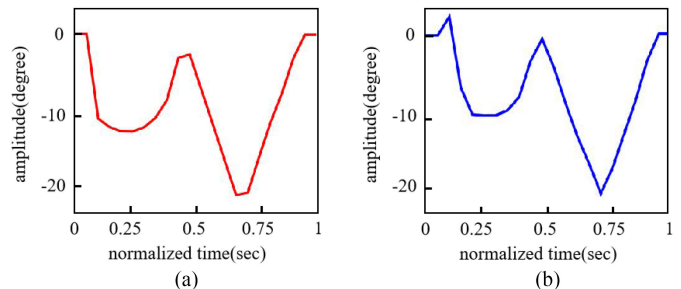 0
-10
-20
amplitude(degree)
0 0.25 0.5 0.75 1
normalized time(sec)
(a)
0
-10
-20
amplitude(degree)
0 0.25 0.5 0.75 1
normalized time(sec)
(b)